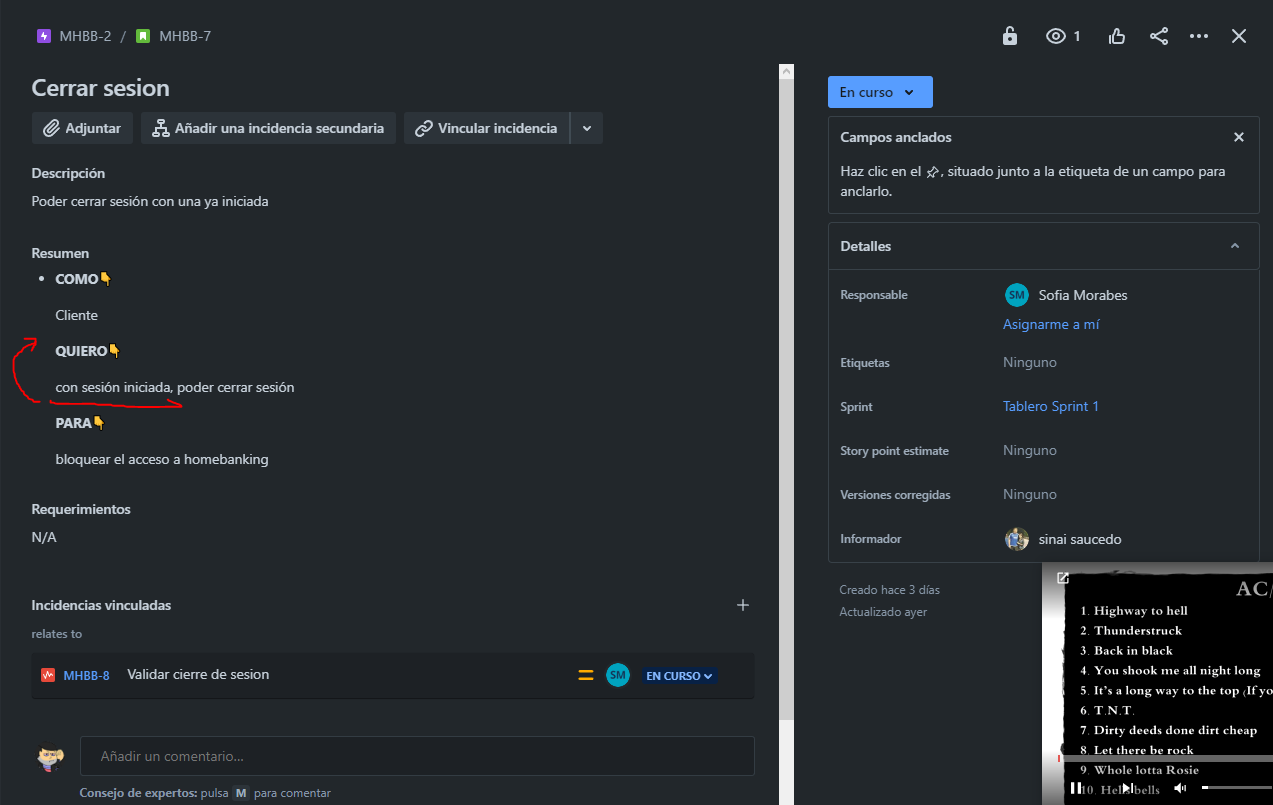 MHBB-2 / MHBB-7
1
Cerrar sesion
Adjuntar
Añadir una incidencia secundaria
Vincular incidencia
Descripción
Poder cerrar sesión con una ya iniciada
Resumen
• COMO👇
Cliente
QUIERO👇
con sesión iniciada, poder cerrar sesión
PARA👇
bloquear el acceso a homebanking
Requerimientos
N/A
Incidencias vinculadas
relates to
MHBB-8 Validar cierre de sesion SM EN CURSO
Añadir un comentario...
Consejo de expertos: pulsa M para comentar
En curso
Campos anclados
Haz clic en el , situado junto a la etiqueta de un campo para
anclarlo.
Detalles
Responsable SM Sofia Morabes
Asignarme a mí
Etiquetas Ninguno
Sprint Tablero Sprint 1
Story point estimate Ninguno
Versiones corregidas Ninguno
Informador sinai saucedo
Creado hace 3 días
Actualizado ayer
AC/
1. Highway to hell
2. Thunderstruck
3. Back in black
4. You shook me all night long
5. It's a long way to the top (If yo
6. T.N.T.
7. Dirty deeds done dirt cheap
8. Let there be rock
9. Whole lotta Rosie
10. Hells bells